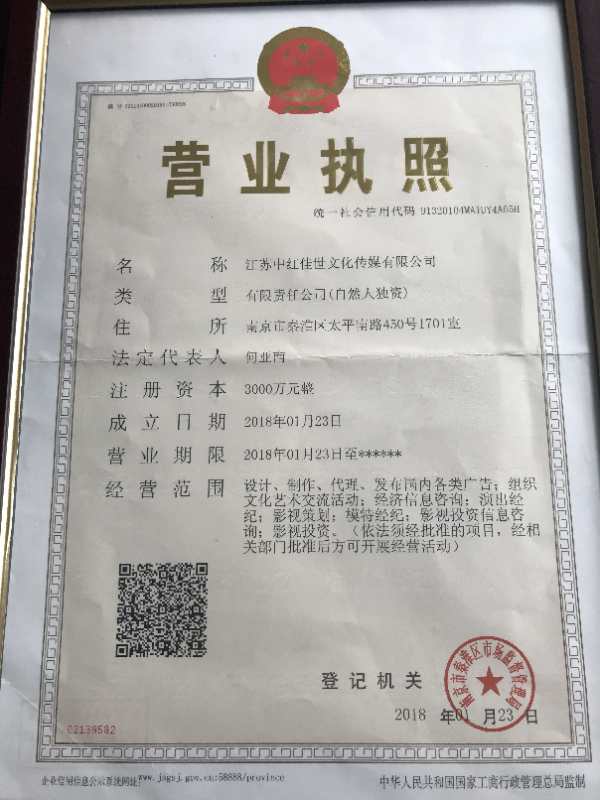 营业执照
统一社会信用代码 91320104MA1UY4A65H
名称 江苏中红佳世文化传媒有限公司
类型 有限责任公司(自然人独资)
住所 南京市秦淮区太平南路450号1701室
法定代表人 何亚南
注册资本 3000万元整
成立日期 2018年01月23日
营业期限 2018年01月23日至******
经营范围 设计、制作、代理、发布国内各类广告；组织
文化艺术交流活动；经济信息咨询；演出经
纪；影视策划；模特经纪；影视投资信息咨
询；影视投资。（依法须经批准的项目，经相
关部门批准后方可开展经营活动）
南京市秦淮区市场监督管理局
登记机关
2018 年 01 月 23 日
02139582
企业信用信息公示系统网址：www.jsgsj.gov.cn:58888/province
中华人民共和国国家工商行政管理总局监制